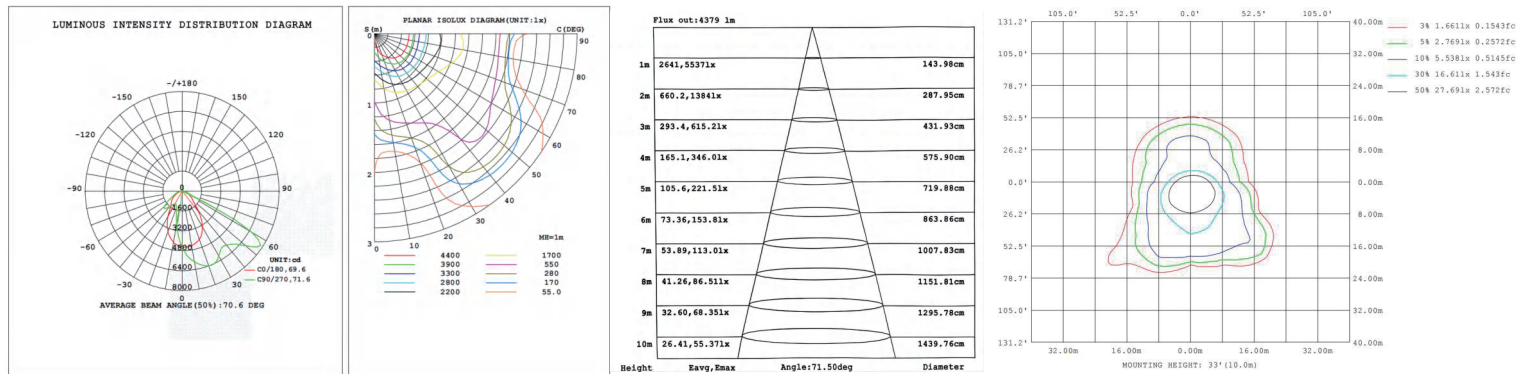 LUMINOUS INTENSITY DISTRIBUTION DIAGRAM
-/+180
-150 150
-120 120
-90 90
-60 60
-30 30
0
0
1600
3200
4800
6400
8000
UNIT:cd
C0/180,69.6
C90/270,71.6
AVERAGE BEAM ANGLE(50%):70.6 DEG
PLANAR ISOLUX DIAGRAM(UNIT:lx)
S(m) C(DEG)
0 90
80
70
1
60
50
2
40
30
3
0 10 20
MH=1m
4400 1700
3900 550
3300 280
2800 170
2200 55.0
Flux out:4379 lm
1m 2641,5537lx 143.98cm
2m 660.2,1384lx 287.95cm
3m 293.4,615.2lx 431.93cm
4m 165.1,346.0lx 575.90cm
5m 105.6,221.5lx 719.88cm
6m 73.36,153.8lx 863.86cm
7m 53.89,113.0lx 1007.83cm
8m 41.26,86.51lx 1151.81cm
9m 32.60,68.35lx 1295.78cm
10m 26.41,55.37lx 1439.76cm
Height Eavg,Emax Angle:71.50deg Diameter
105.0' 52.5' 0.0' 52.5' 105.0'
131.2' 40.00m
105.0' 32.00m
78.7' 24.00m
52.5' 16.00m
26.2' 8.00m
0.0' 0.00m
26.2' 8.00m
52.5' 16.00m
78.7' 24.00m
105.0' 32.00m
131.2' 40.00m
32.00m 16.00m 0.00m 16.00m 32.00m
MOUNTING HEIGHT: 33'(10.0m)
3% 1.661lx 0.1543fc
5% 2.769lx 0.2572fc
10% 5.538lx 0.5145fc
30% 16.61lx 1.543fc
50% 27.69lx 2.572fc